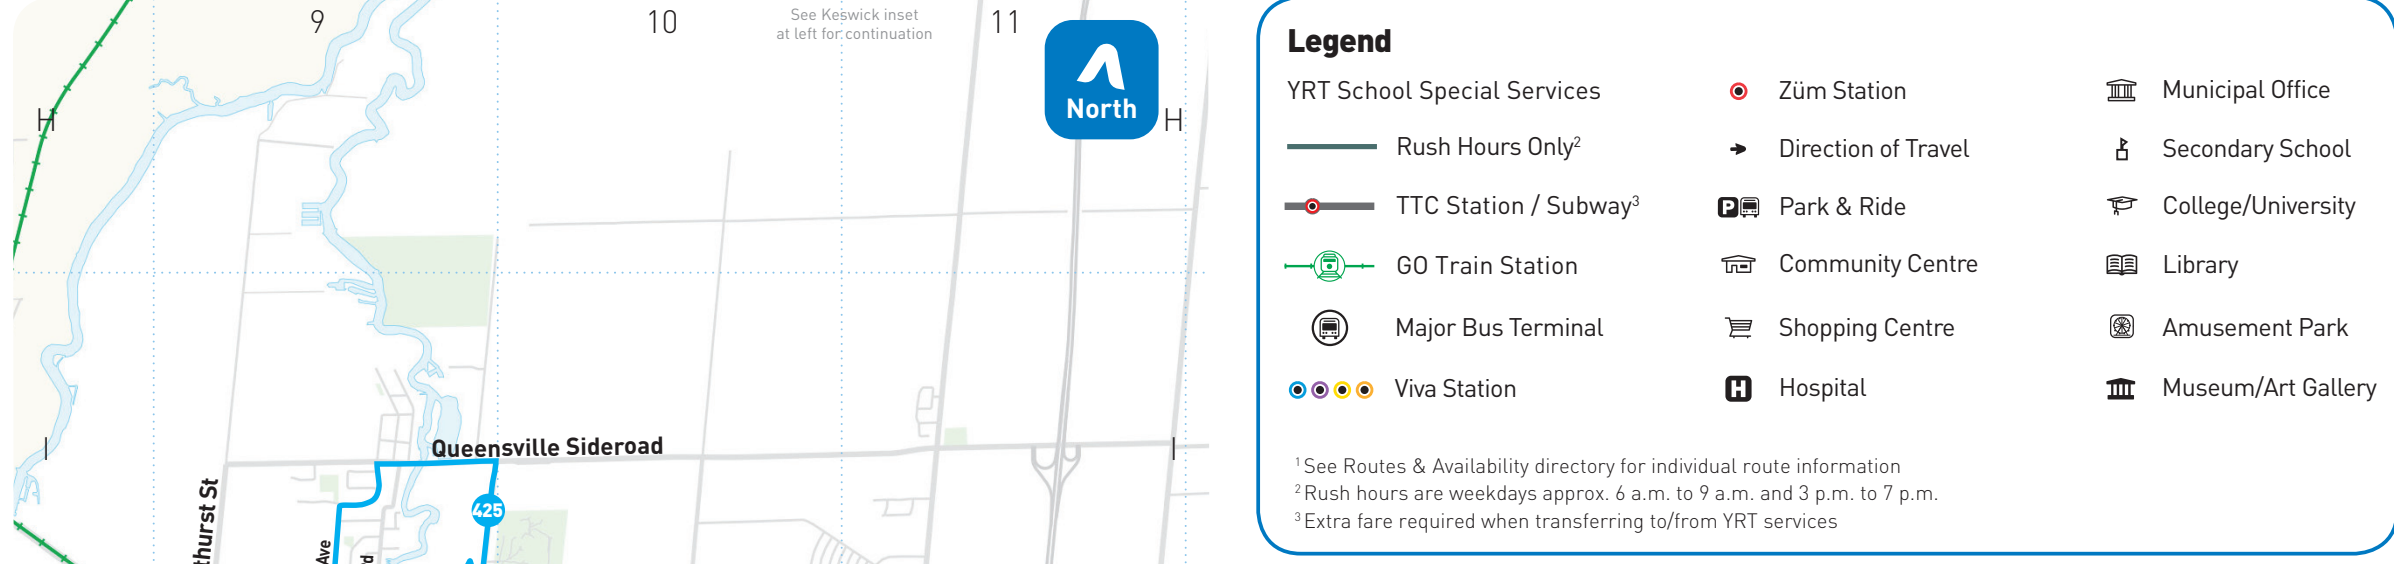 9
10
See Keswick inset
at left for continuation
11
North
H
H
I
Queensville Sideroad
I
thurst St
425
Ave
Legend
YRT School Special Services
Rush Hours Only2
TTC Station / Subway3
GO Train Station
Major Bus Terminal
Viva Station
Züm Station
Direction of Travel
P
Park & Ride
Community Centre
Shopping Centre
H
Hospital
Municipal Office
Secondary School
College/University
Library
Amusement Park
Museum/Art Gallery
1 See Routes & Availability directory for individual route information
2 Rush hours are weekdays approx. 6 a.m. to 9 a.m. and 3 p.m. to 7 p.m.
3 Extra fare required when transferring to/from YRT services